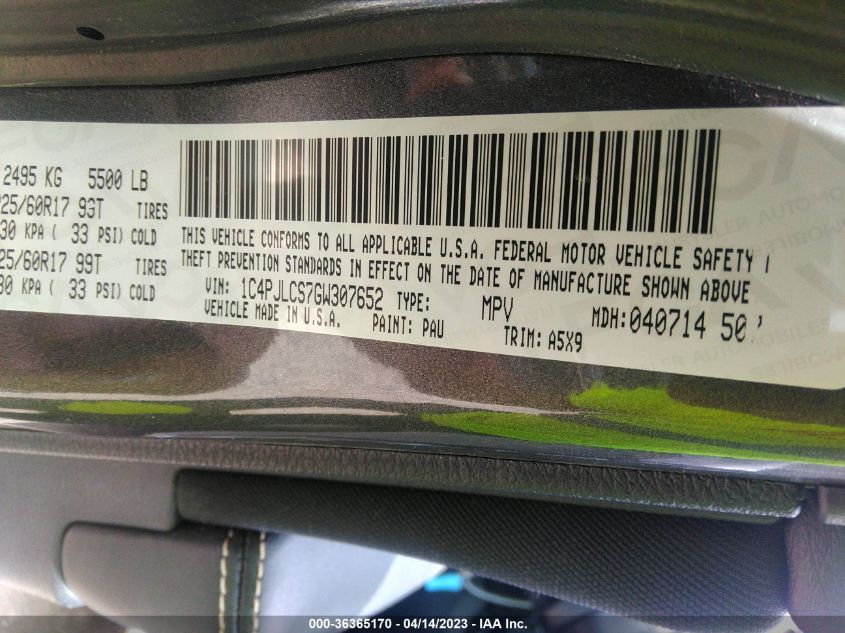 2495 KG 5500 LB
25/60R17 99T TIRES
30 KPA ( 33 PSI) COLD
25/60R17 99T TIRES
30 KPA ( 33 PSI) COLD
THIS VEHICLE CONFORMS TO ALL APPLICABLE U.S.A. FEDERAL MOTOR VEHICLE SAFETY
THEFT PREVENTION STANDARDS IN EFFECT ON THE DATE OF MANUFACTURE SHOWN ABOVE
VIN: 1C4PJLCS7GW307652 TYPE: MPV MDH:040714 50
VEHICLE MADE IN U.S.A. PAINT: PAU TRIM: A5X9
000-36365170 — 04/14/2023 — IAA Inc.